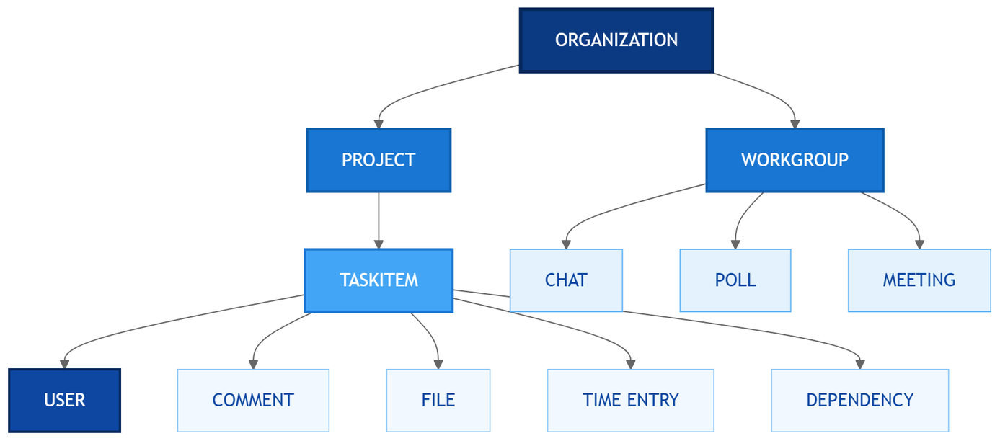 ORGANIZATION
PROJECT
WORKGROUP
TASKITEM
CHAT
POLL
MEETING
USER
COMMENT
FILE
TIME ENTRY
DEPENDENCY